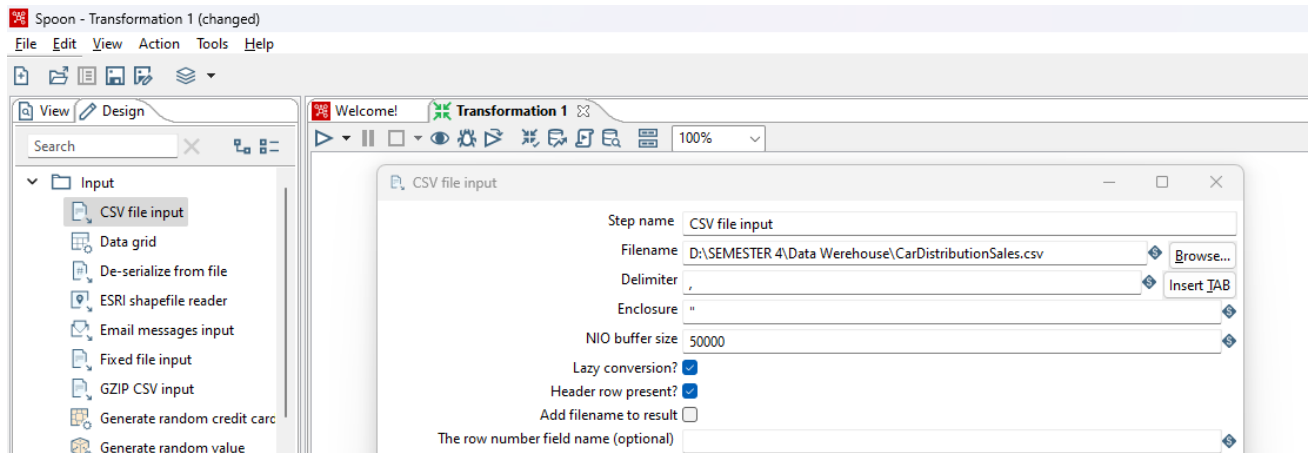 Spoon - Transformation 1 (changed)
File Edit View Action Tools Help
View Design
Search
Input
CSV file input
Data grid
De-serialize from file
ESRI shapefile reader
Email messages input
Fixed file input
GZIP CSV input
Generate random credit card
Generate random value
Welcome! Transformation 1
100%
CSV file input
Step name CSV file input
Filename D:\SEMESTER 4\Data Werehouse\CarDistributionSales.csv Browse...
Delimiter , Insert TAB
Enclosure "
NIO buffer size 50000
Lazy conversion?
Header row present?
Add filename to result
The row number field name (optional)